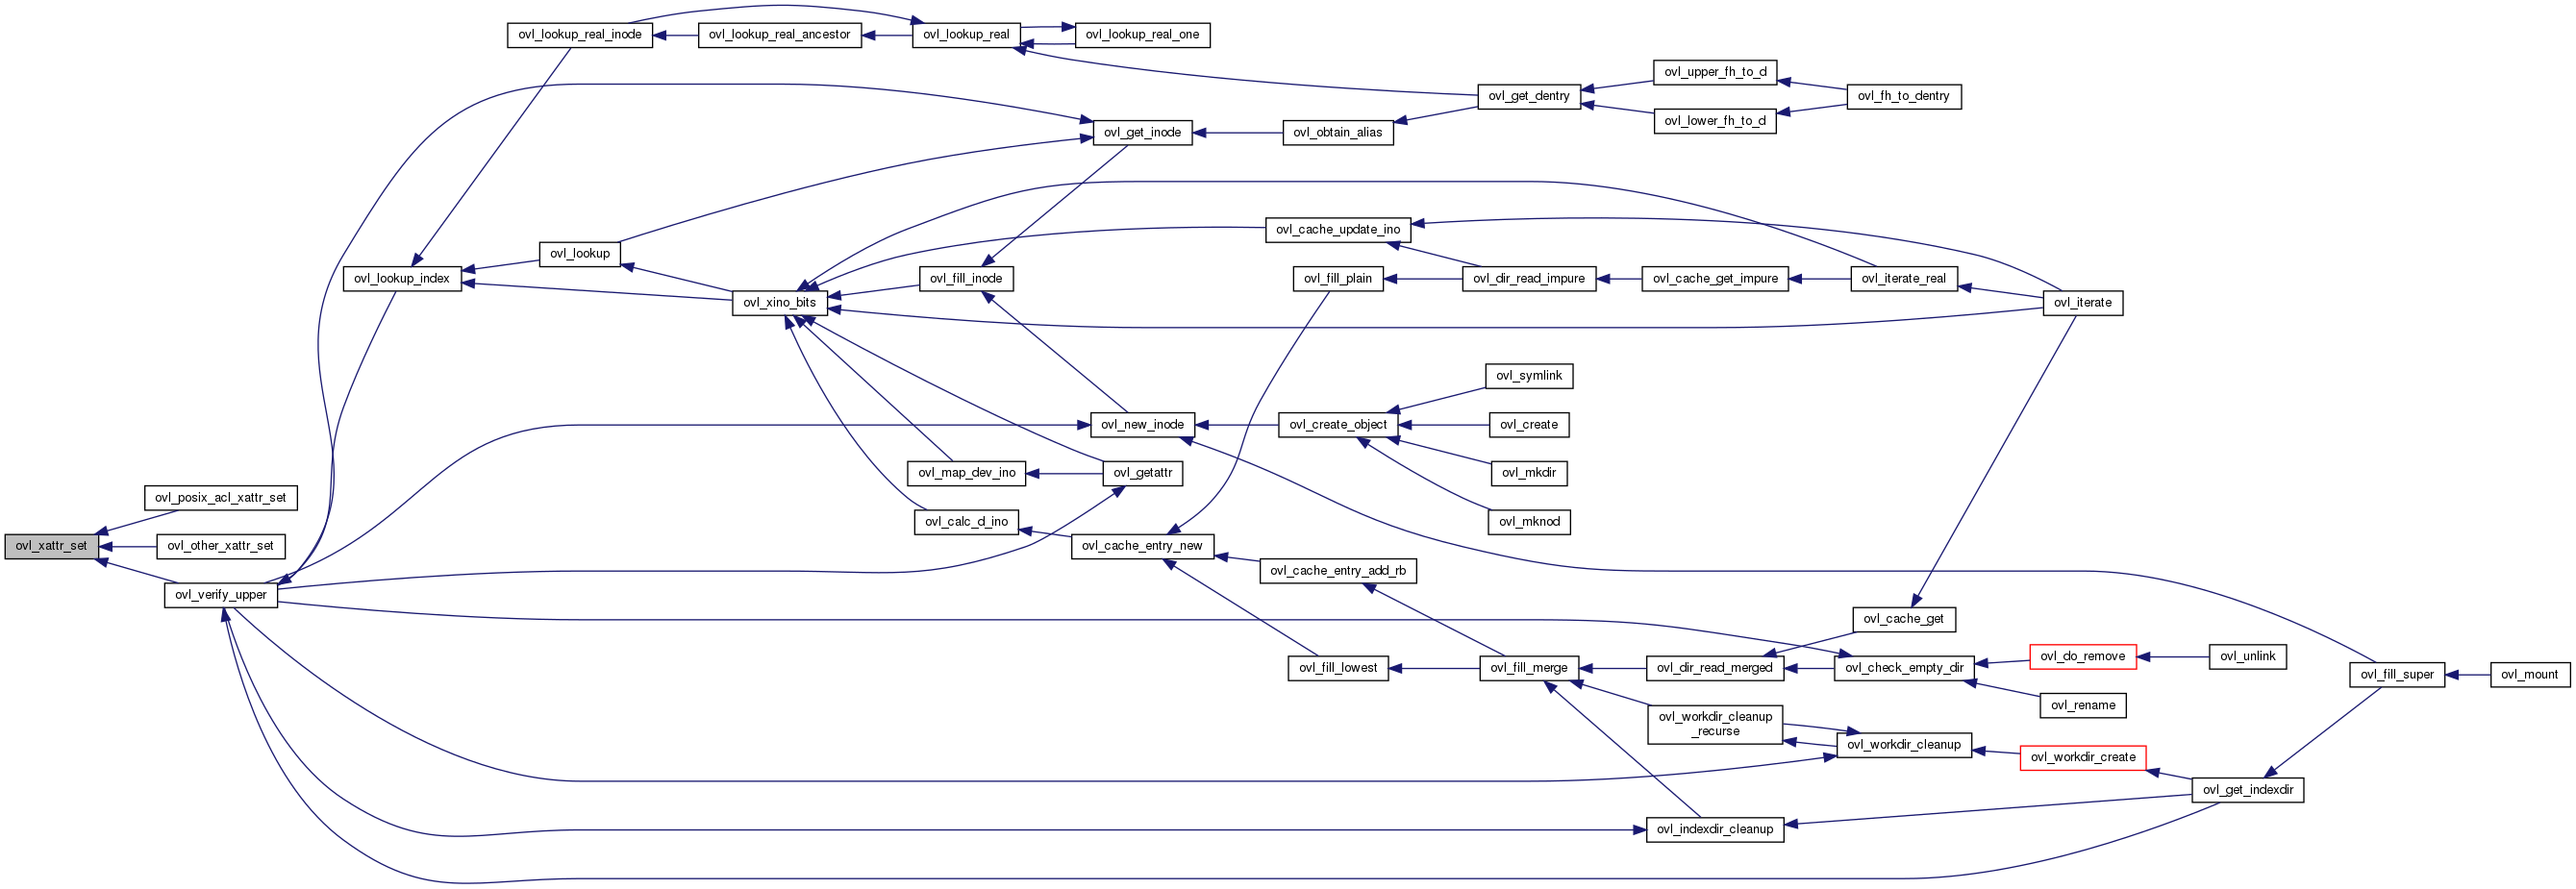 ovl_lookup_real_inode
ovl_lookup_real_ancestor
ovl_lookup_real
ovl_lookup_real_one
ovl_upper_fh_to_d
ovl_get_dentry
ovl_fh_to_dentry
ovl_lower_fh_to_d
ovl_get_inode
ovl_obtain_alias
ovl_cache_update_ino
ovl_lookup
ovl_lookup_index
ovl_fill_inode
ovl_fill_plain
ovl_dir_read_impure
ovl_cache_get_impure
ovl_iterate_real
ovl_xino_bits
ovl_iterate
ovl_symlink
ovl_new_inode
ovl_create_object
ovl_create
ovl_map_dev_ino
ovl_getattr
ovl_mkdir
ovl_posix_acl_xattr_set
ovl_calc_d_ino
ovl_mknod
ovl_xattr_set
ovl_other_xattr_set
ovl_cache_entry_new
ovl_cache_entry_add_rb
ovl_verify_upper
ovl_cache_get
ovl_fill_lowest
ovl_fill_merge
ovl_dir_read_merged
ovl_check_empty_dir
ovl_do_remove
ovl_unlink
ovl_fill_super
ovl_mount
ovl_rename
ovl_workdir_cleanup
_recurse
ovl_workdir_cleanup
ovl_workdir_create
ovl_get_indexdir
ovl_indexdir_cleanup